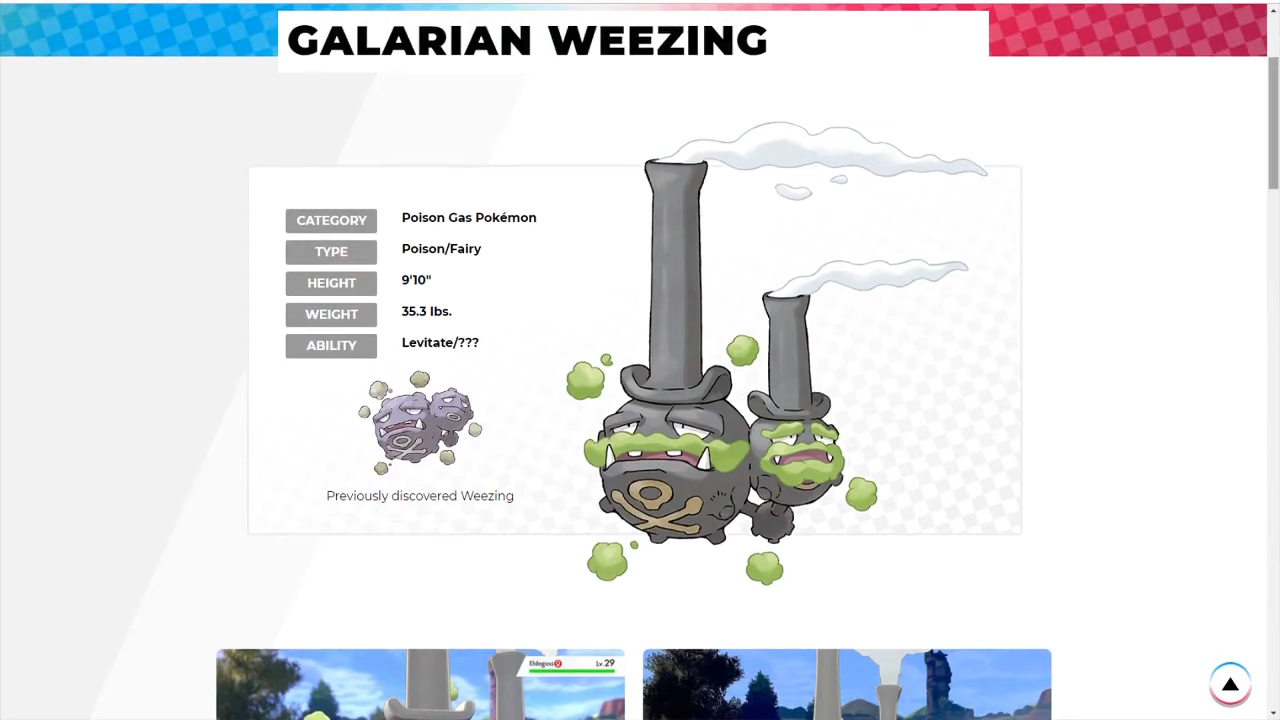 GALARIAN WEEZING
CATEGORY Poison Gas Pokémon
TYPE Poison/Fairy
HEIGHT 9'10"
WEIGHT 35.3 lbs.
ABILITY Levitate/???
Previously discovered Weezing
Eldegoss Lv.29